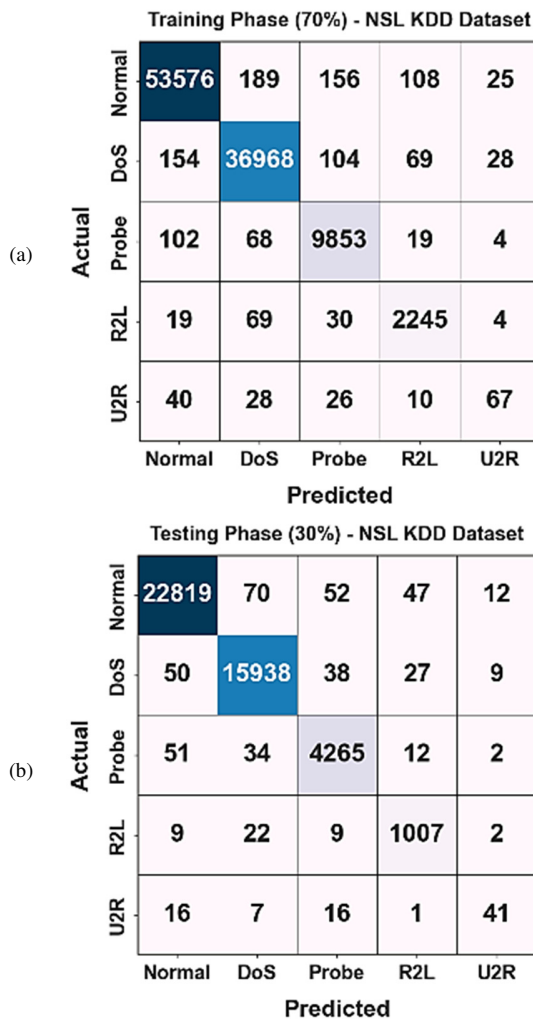 Training Phase (70%) - NSL KDD Dataset
Normal 53576 189 156 108 25
DoS 154 36968 104 69 28
Probe 102 68 9853 19 4
R2L 19 69 30 2245 4
U2R 40 28 26 10 67
Actual
(a)
Normal DoS Probe R2L U2R
Predicted
Testing Phase (30%) - NSL KDD Dataset
Normal 22819 70 52 47 12
DoS 50 15938 38 27 9
Probe 51 34 4265 12 2
R2L 9 22 9 1007 2
U2R 16 7 16 1 41
Actual
(b)
Normal DoS Probe R2L U2R
Predicted